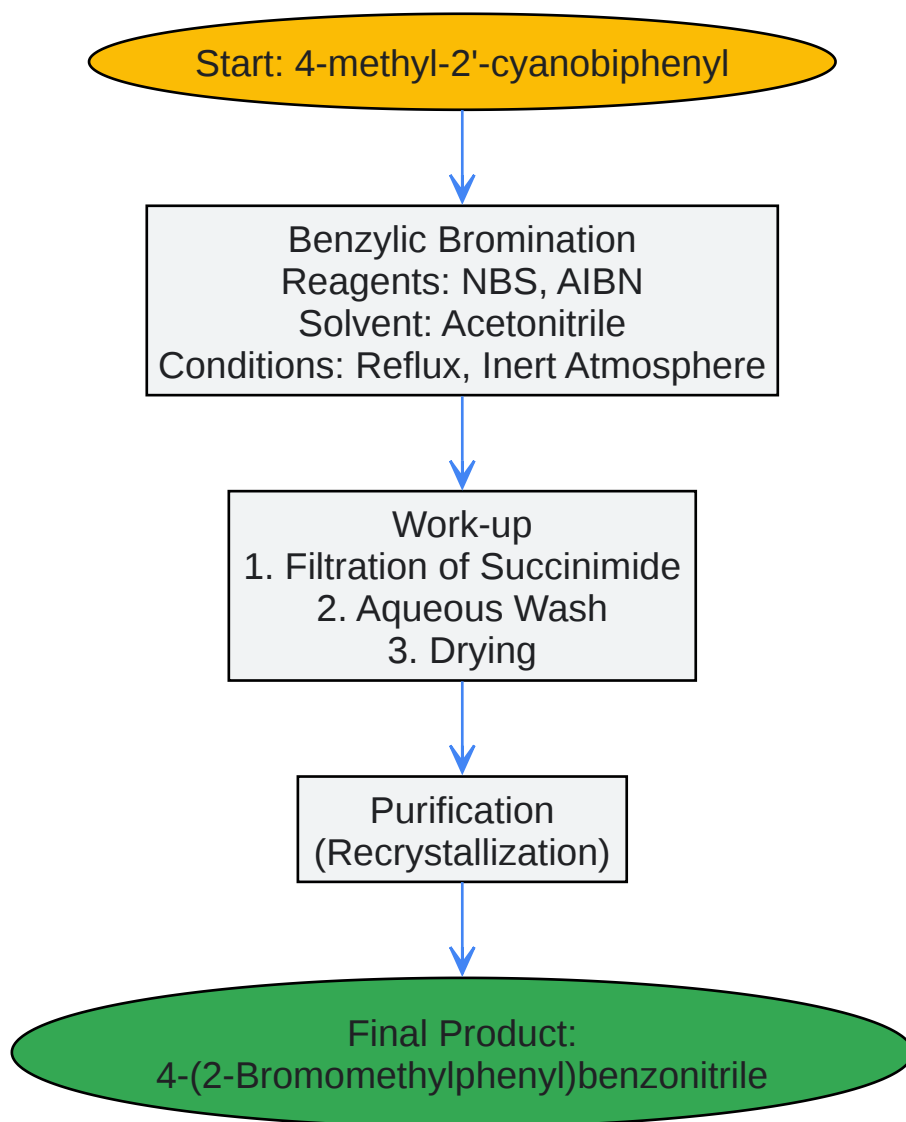 Start: 4-methyl-2'-cyanobiphenyl
Benzylic Bromination
Reagents: NBS, AIBN
Solvent: Acetonitrile
Conditions: Reflux, Inert Atmosphere
Work-up
1. Filtration of Succinimide
2. Aqueous Wash
3. Drying
Purification
(Recrystallization)
Final Product:
4-(2-Bromomethylphenyl)benzonitrile